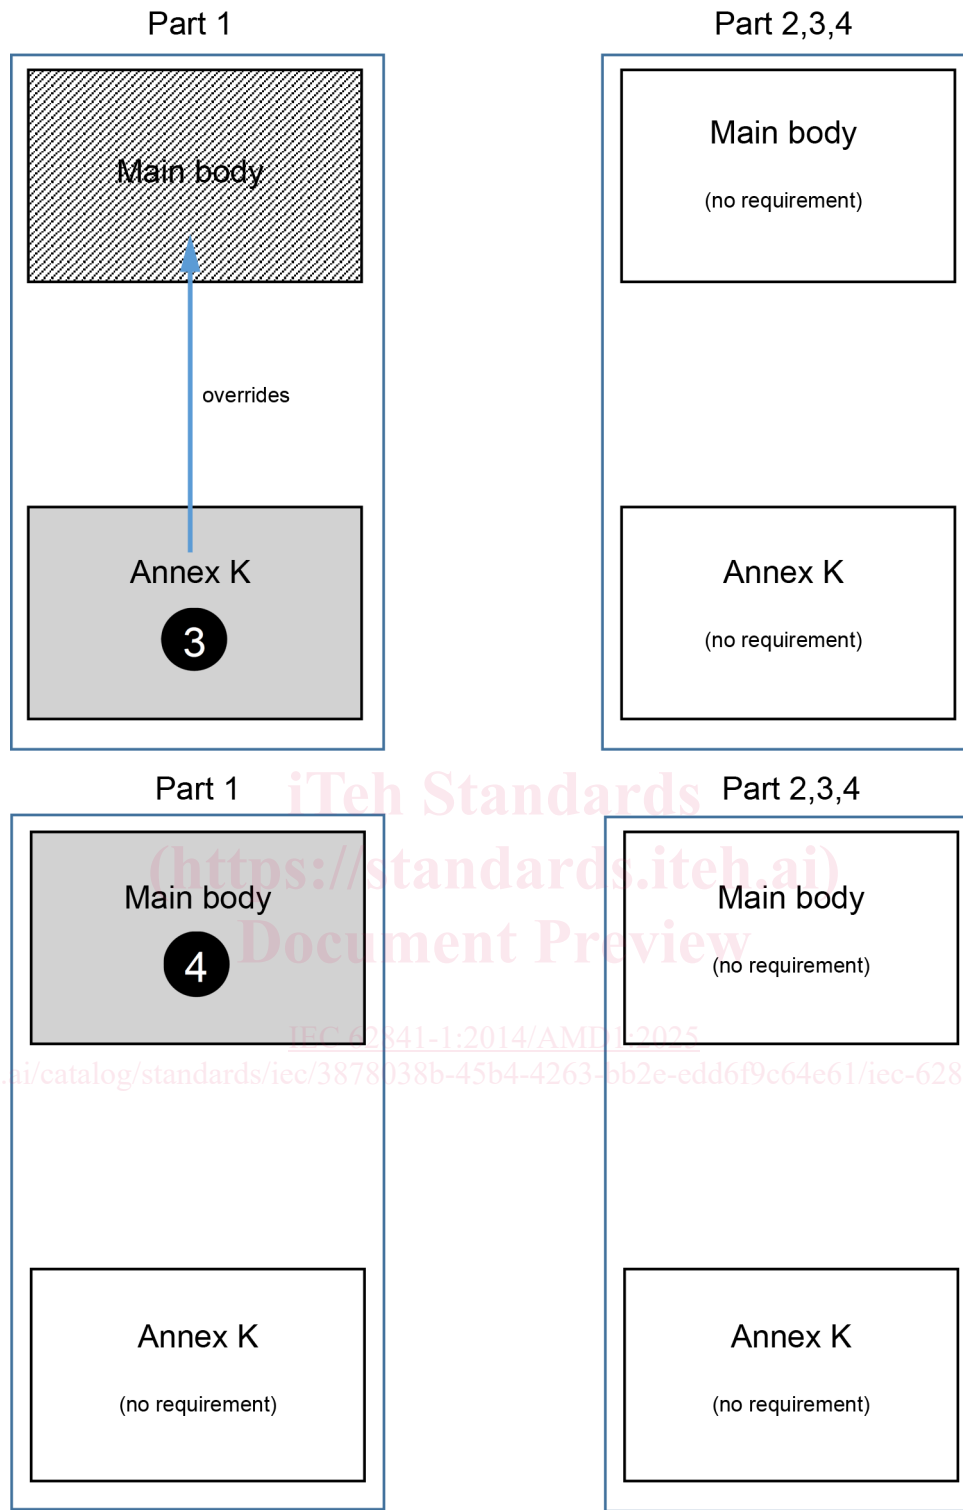 Part 1
Part 2,3,4
Main body
Main body
(no requirement)
overrides
Annex K
3
Annex K
(no requirement)
iTeh Standards
(https://standards.iteh.ai)
Document Preview
IEC 62841-1:2014/AMD1:2025
.ai/catalog/standards/iec/3878038b-45b4-4263-bb2e-edd6f9c64e61/iec-628
Part 1
Part 2,3,4
Main body
4
Main body
(no requirement)
Annex K
(no requirement)
Annex K
(no requirement)